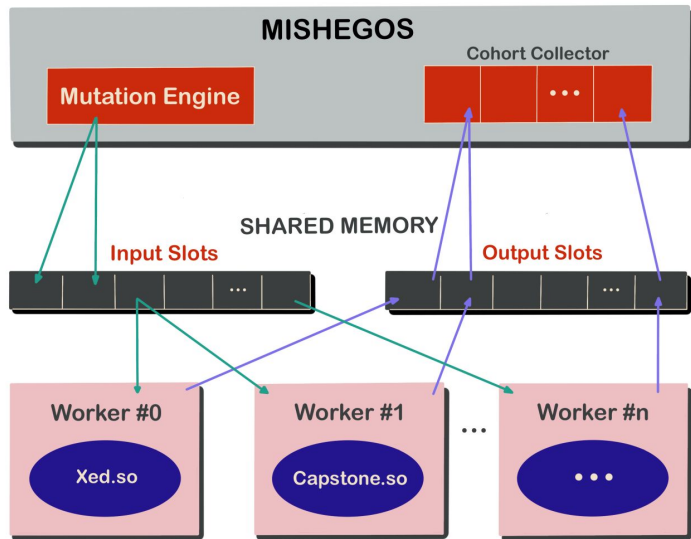 MISHEGOS
Cohort Collector
Mutation Engine
•••
SHARED MEMORY
Input Slots
Output Slots
...
...
Worker #0
Worker #1
...
Worker #n
Xed.so
Capstone.so
•••